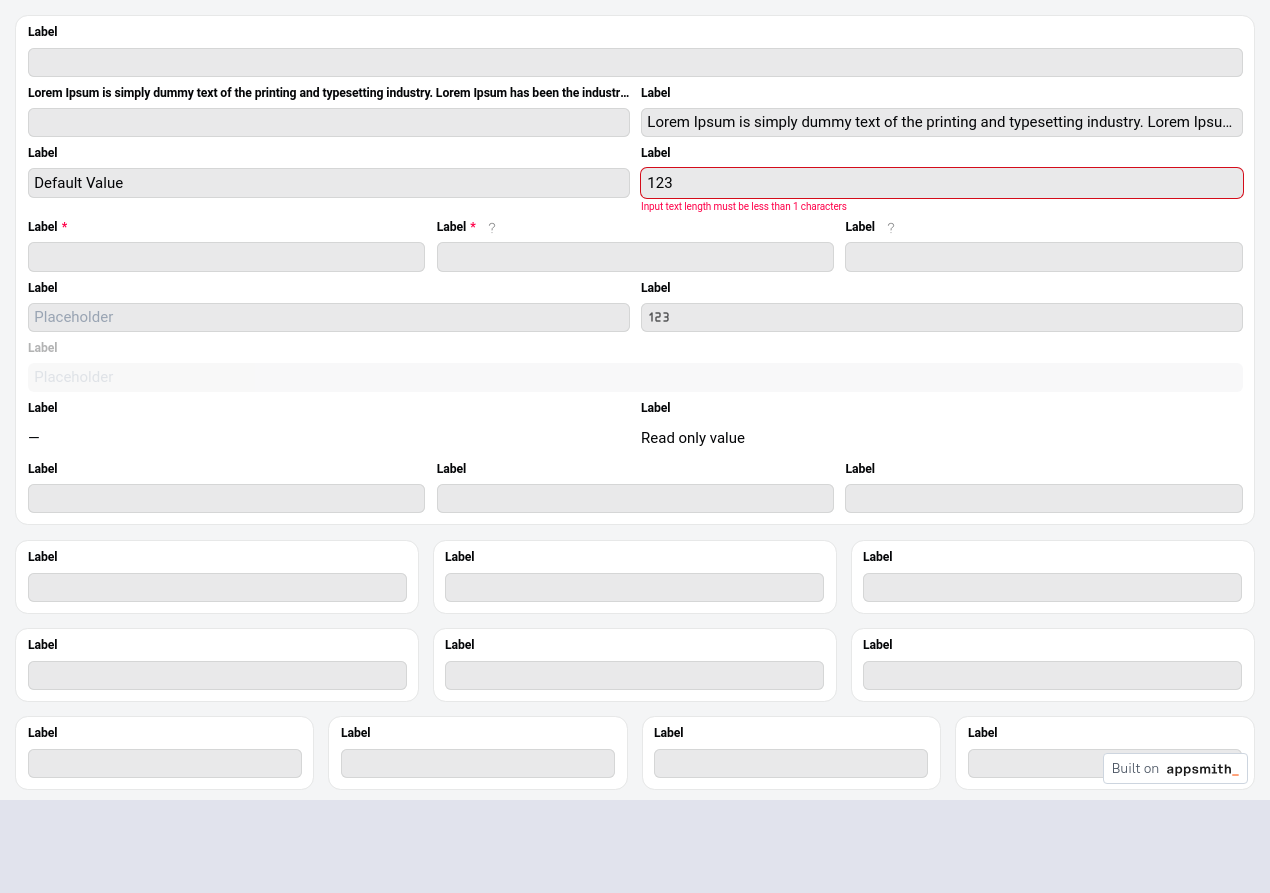 Label
Lorem Ipsum is simply dummy text of the printing and typesetting industry. Lorem Ipsum has been the industr... Label
Lorem Ipsum is simply dummy text of the printing and typesetting industry. Lorem Ipsu...
Label Label
Default Value 123
Input text length must be less than 1 characters
Label * Label * ? Label ?
Label Label
Placeholder 123
Label
Placeholder
Label Label
— Read only value
Label Label Label
Label Label Label
Label Label Label
Label Label Label Label
Built on appsmith_